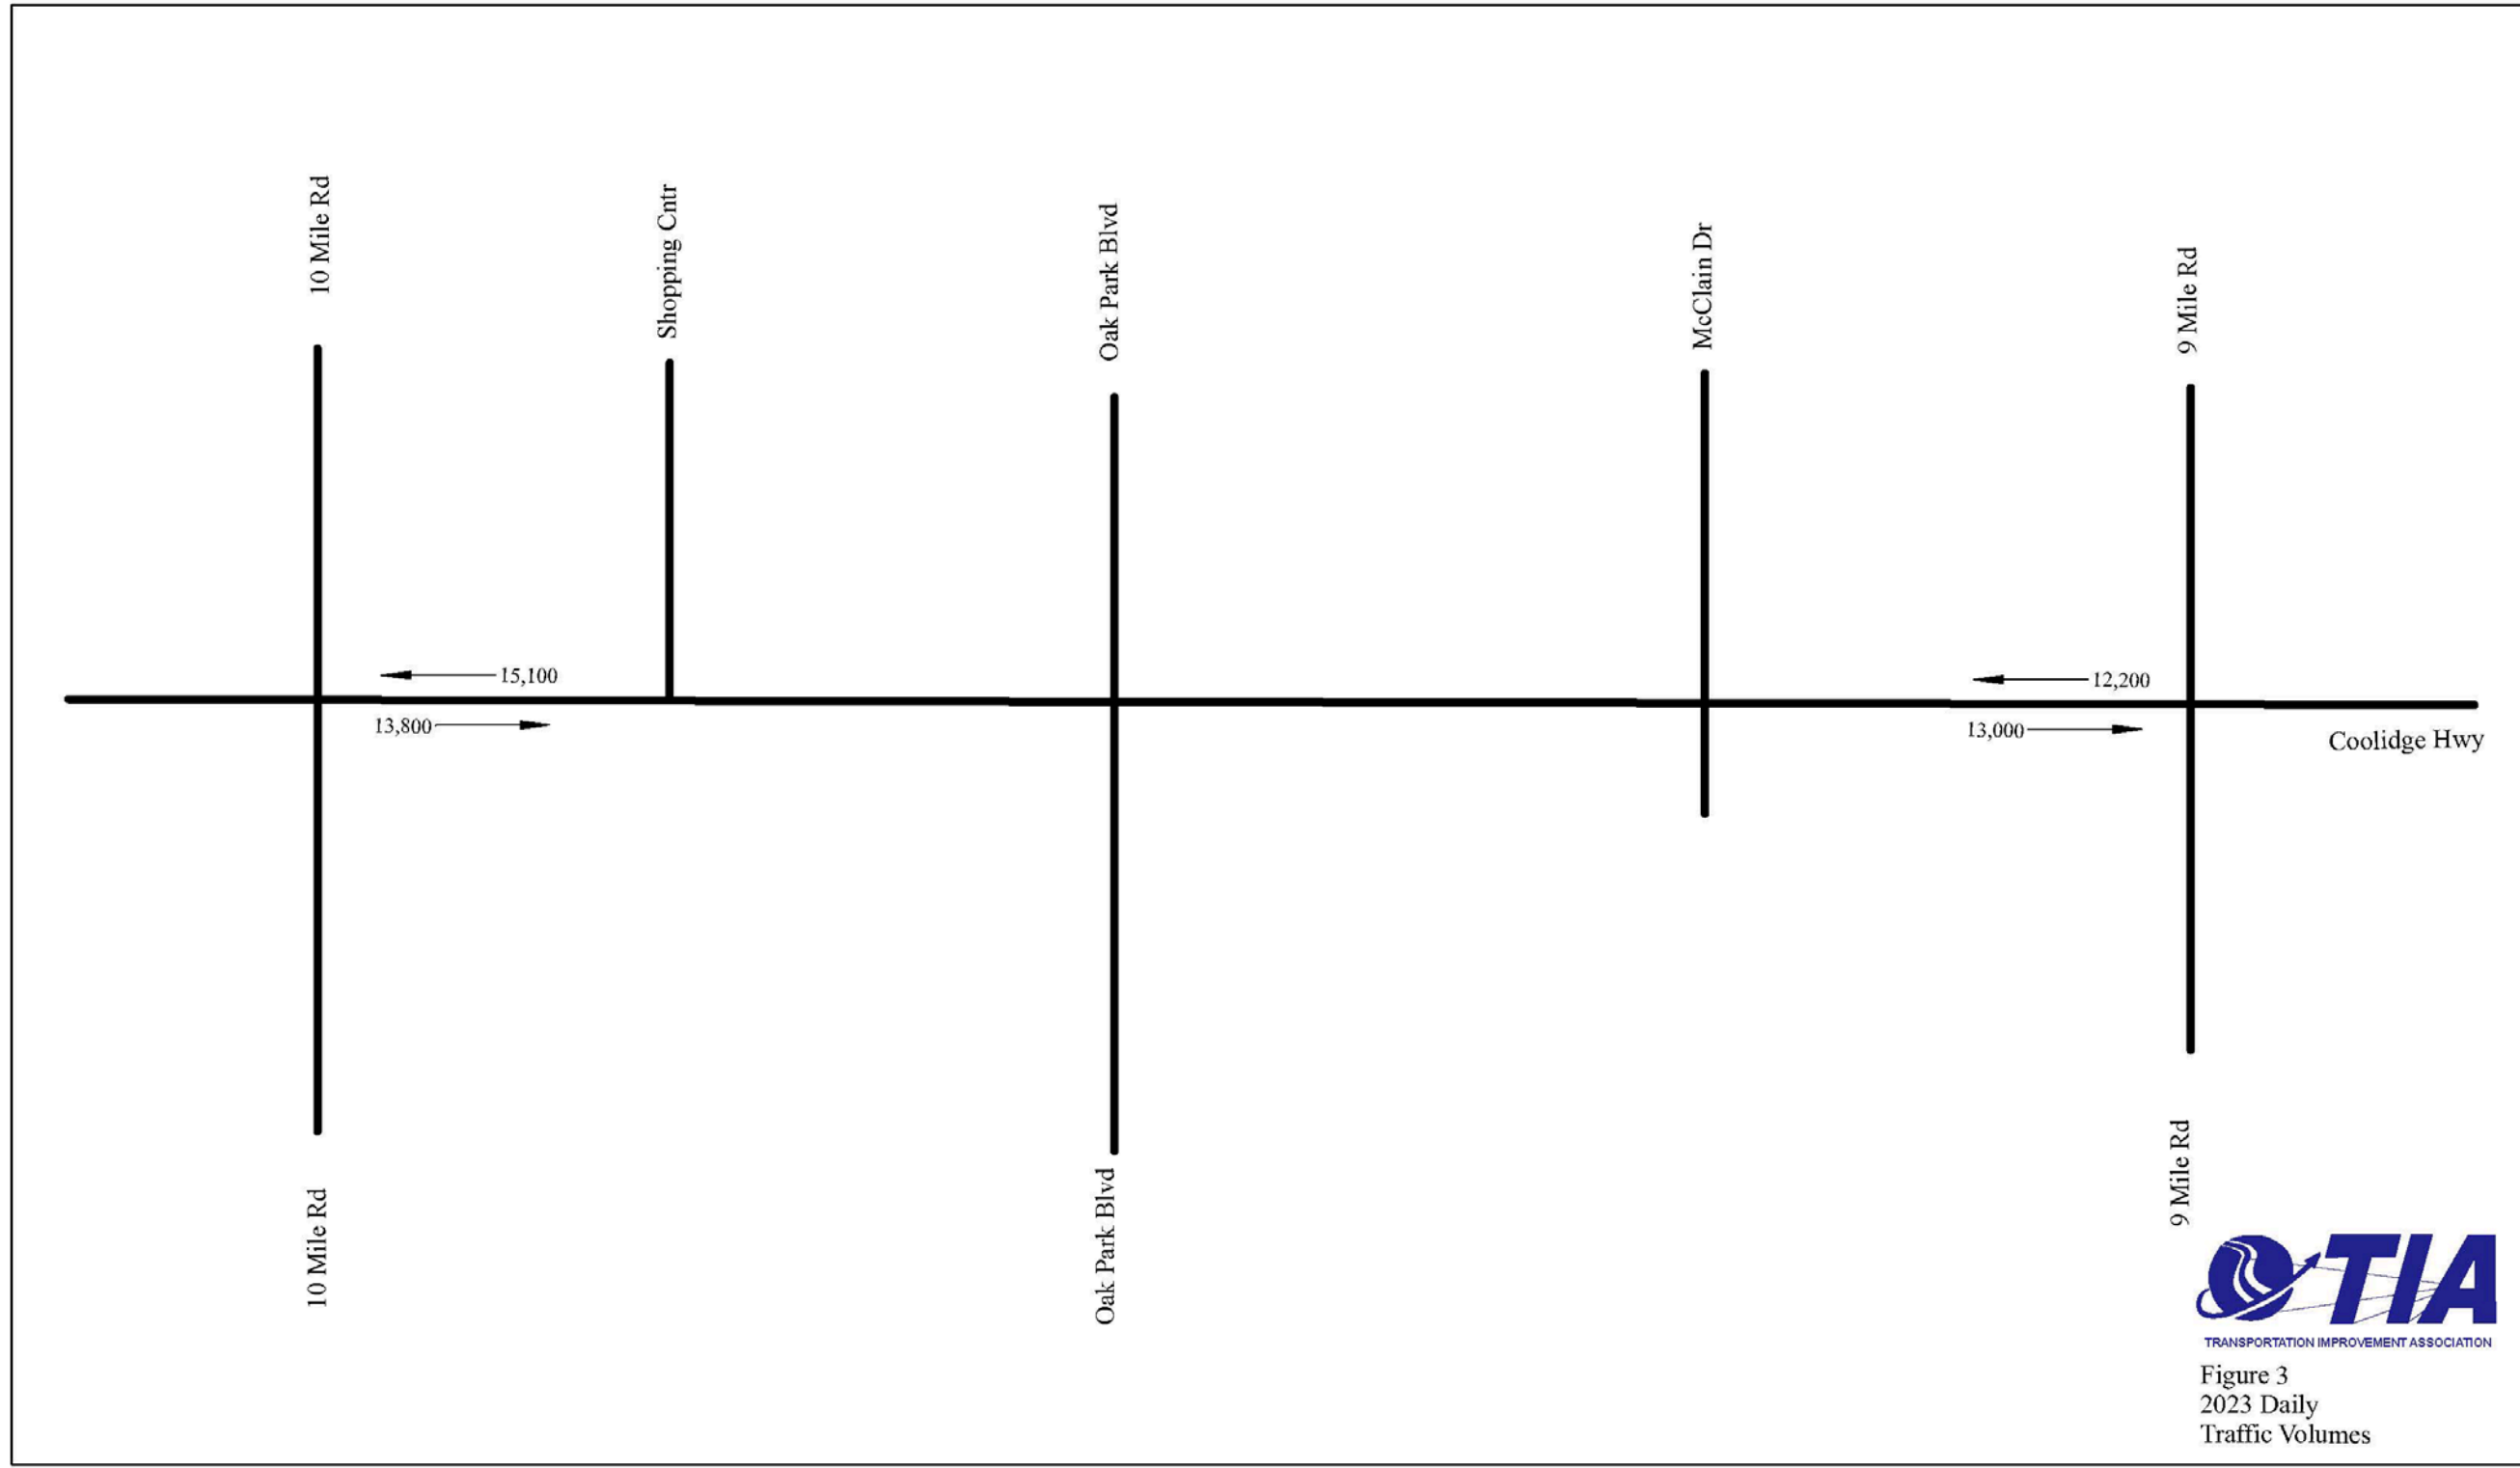 10 Mile Rd
Shopping Cntr
Oak Park Blvd
McClain Dr
9 Mile Rd
15,100
12,200
13,800
13,000
Coolidge Hwy
10 Mile Rd
Oak Park Blvd
9 Mile Rd
TIA
TRANSPORTATION IMPROVEMENT ASSOCIATION
Figure 3
2023 Daily
Traffic Volumes